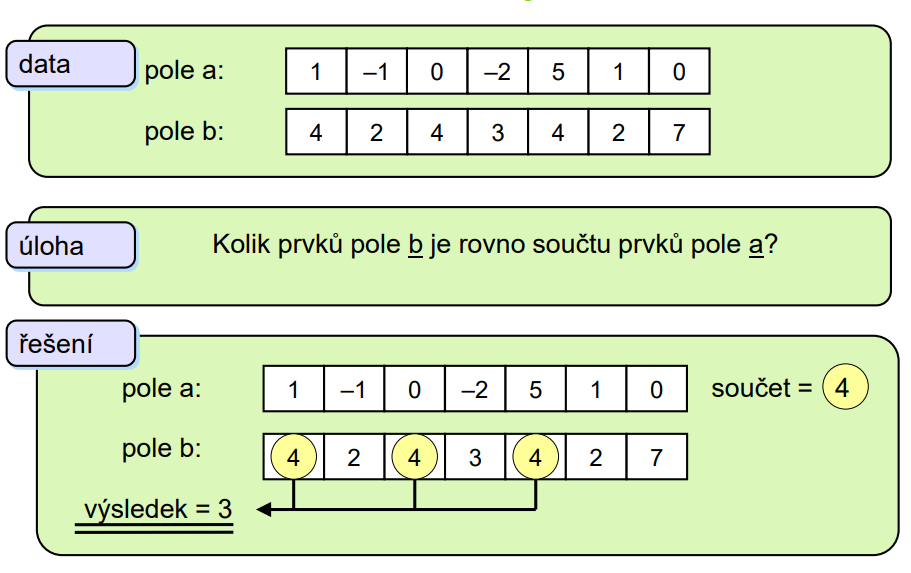 data
pole a: 1 –1 0 –2 5 1 0
pole b: 4 2 4 3 4 2 7
úloha
Kolik prvků pole b je rovno součtu prvků pole a?
řešení
pole a: 1 –1 0 –2 5 1 0 součet = 4
pole b: 4 2 4 3 4 2 7
výsledek = 3